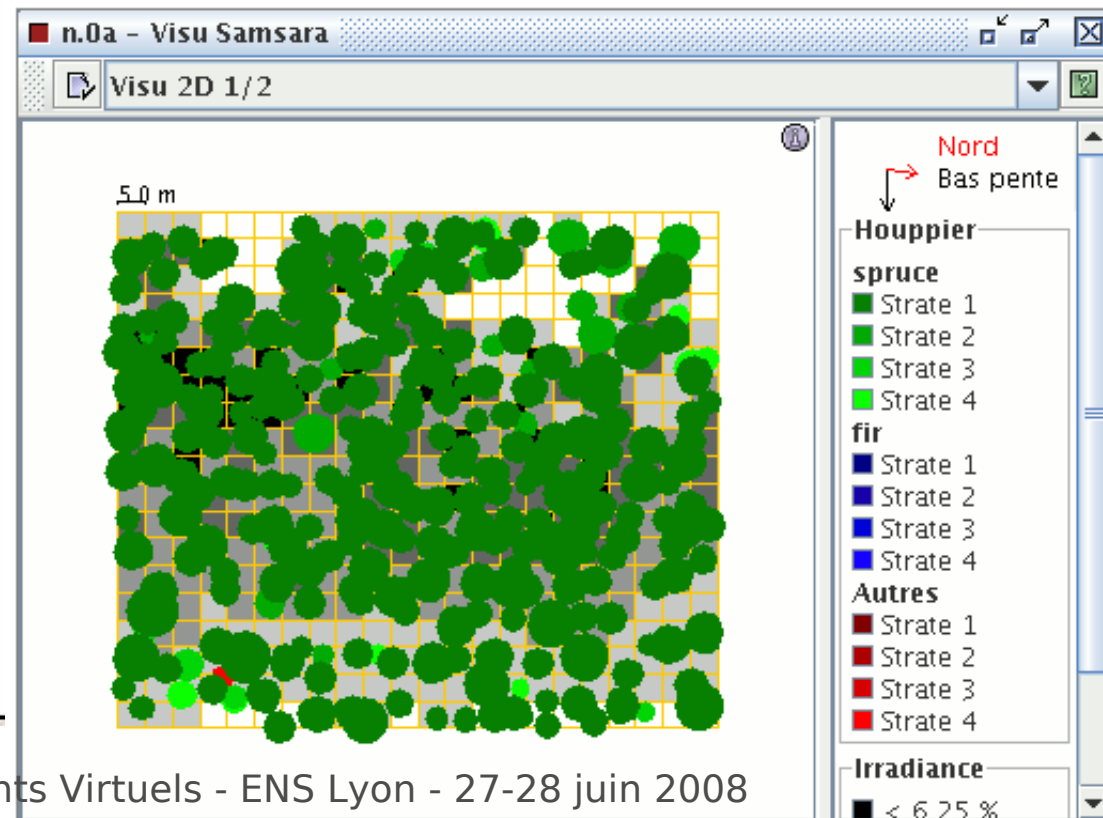 n.0a - Visu Samsara
Visu 2D 1/2
5.0 m
Nord
Bas pente
Houppier
spruce
Strate 1
Strate 2
Strate 3
Strate 4
fir
Strate 1
Strate 2
Strate 3
Strate 4
Autres
Strate 1
Strate 2
Strate 3
Strate 4
Irradiance
< 6.25 %
nts Virtuels - ENS Lyon - 27-28 juin 2008